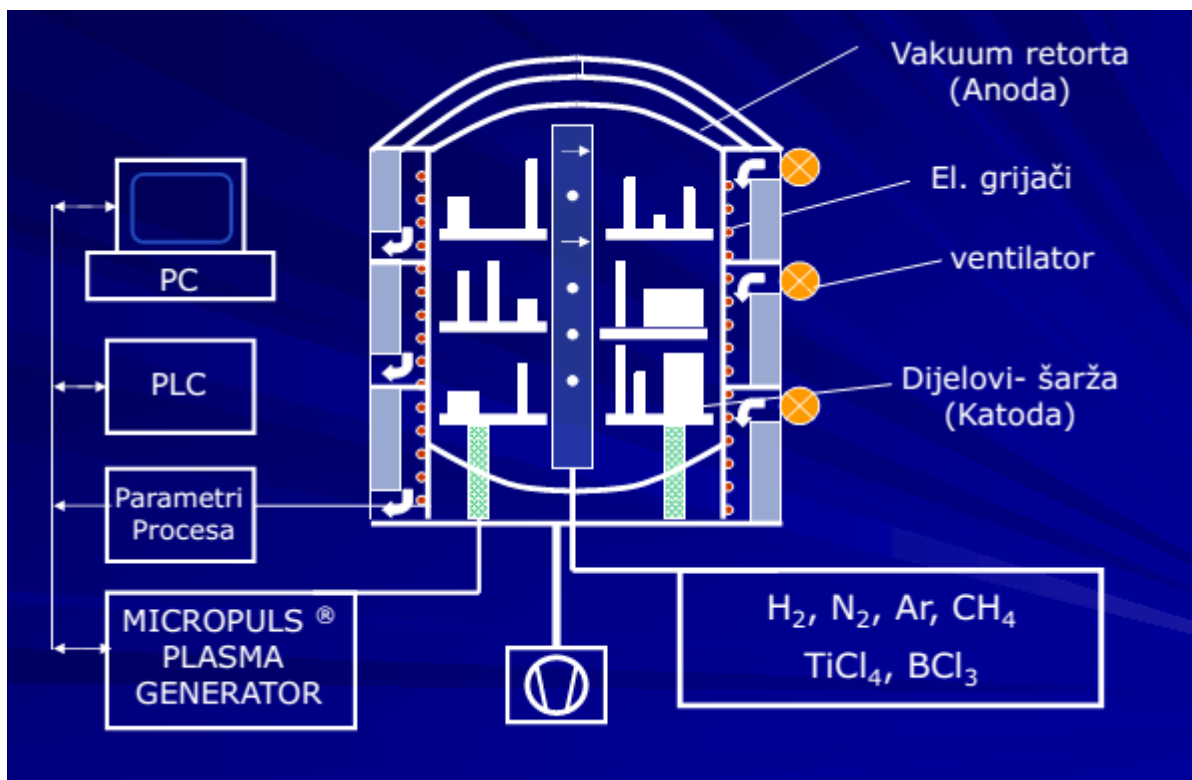 Vakuum retorta
(Anoda)
El. grijači
ventilator
Dijelovi- šarža
(Katoda)
PC
PLC
Parametri
Procesa
MICROPULS ®
PLASMA
GENERATOR
H₂, N₂, Ar, CH₄
TiCl₄, BCl₃